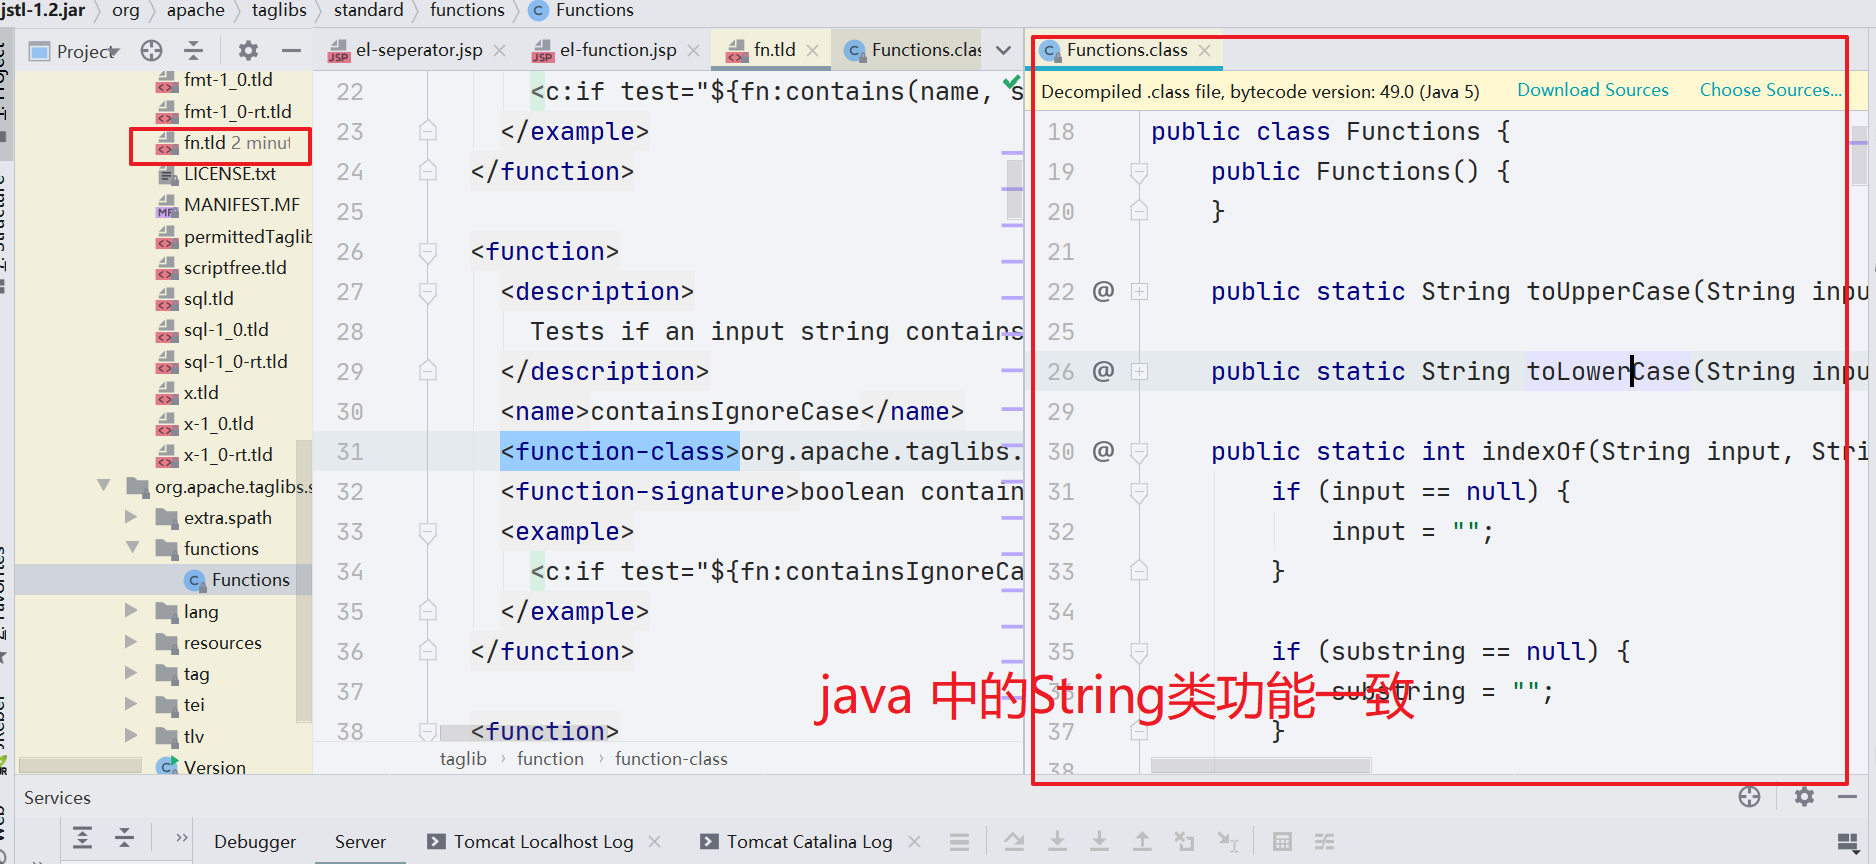 jstl-1.2.jar org apache taglibs standard functions Functions
Project
el-seperator.jsp
el-function.jsp
fn.tld
Functions.clas
Functions.class
Decompiled .class file, bytecode version: 49.0 (Java 5) Download Sources Choose Sources...
fmt-1_0.tld
fmt-1_0-rt.tld
fn.tld 2 minut
LICENSE.txt
MANIFEST.MF
permittedTaglib
scriptfree.tld
sql.tld
sql-1_0.tld
sql-1_0-rt.tld
x.tld
x-1_0.tld
x-1_0-rt.tld
org.apache.taglibs.s
extra.spath
functions
Functions
lang
resources
tag
tei
tlv
Version
22 <c:if test="${fn:contains(name, s
23 </example>
24 </function>
25
26 <function>
27 <description>
28 Tests if an input string contains
29 </description>
30 <name>containsIgnoreCase</name>
31 <function-class>org.apache.taglibs.
32 <function-signature>boolean contain
33 <example>
34 <c:if test="${fn:containsIgnoreCa
35 </example>
36 </function>
37
38 <function>
taglib function function-class
18 public class Functions {
19 public Functions() {
20 }
21
22 @ public static String toUpperCase(String inpu
25
26 @ public static String toLowerCase(String inpu
29
30 @ public static int indexOf(String input, Stri
31 if (input == null) {
32 input = "";
33 }
34
35 if (substring == null) {
36 substring = "";
37 }
38
java 中的String类功能一致
Services
Debugger Server Tomcat Localhost Log Tomcat Catalina Log